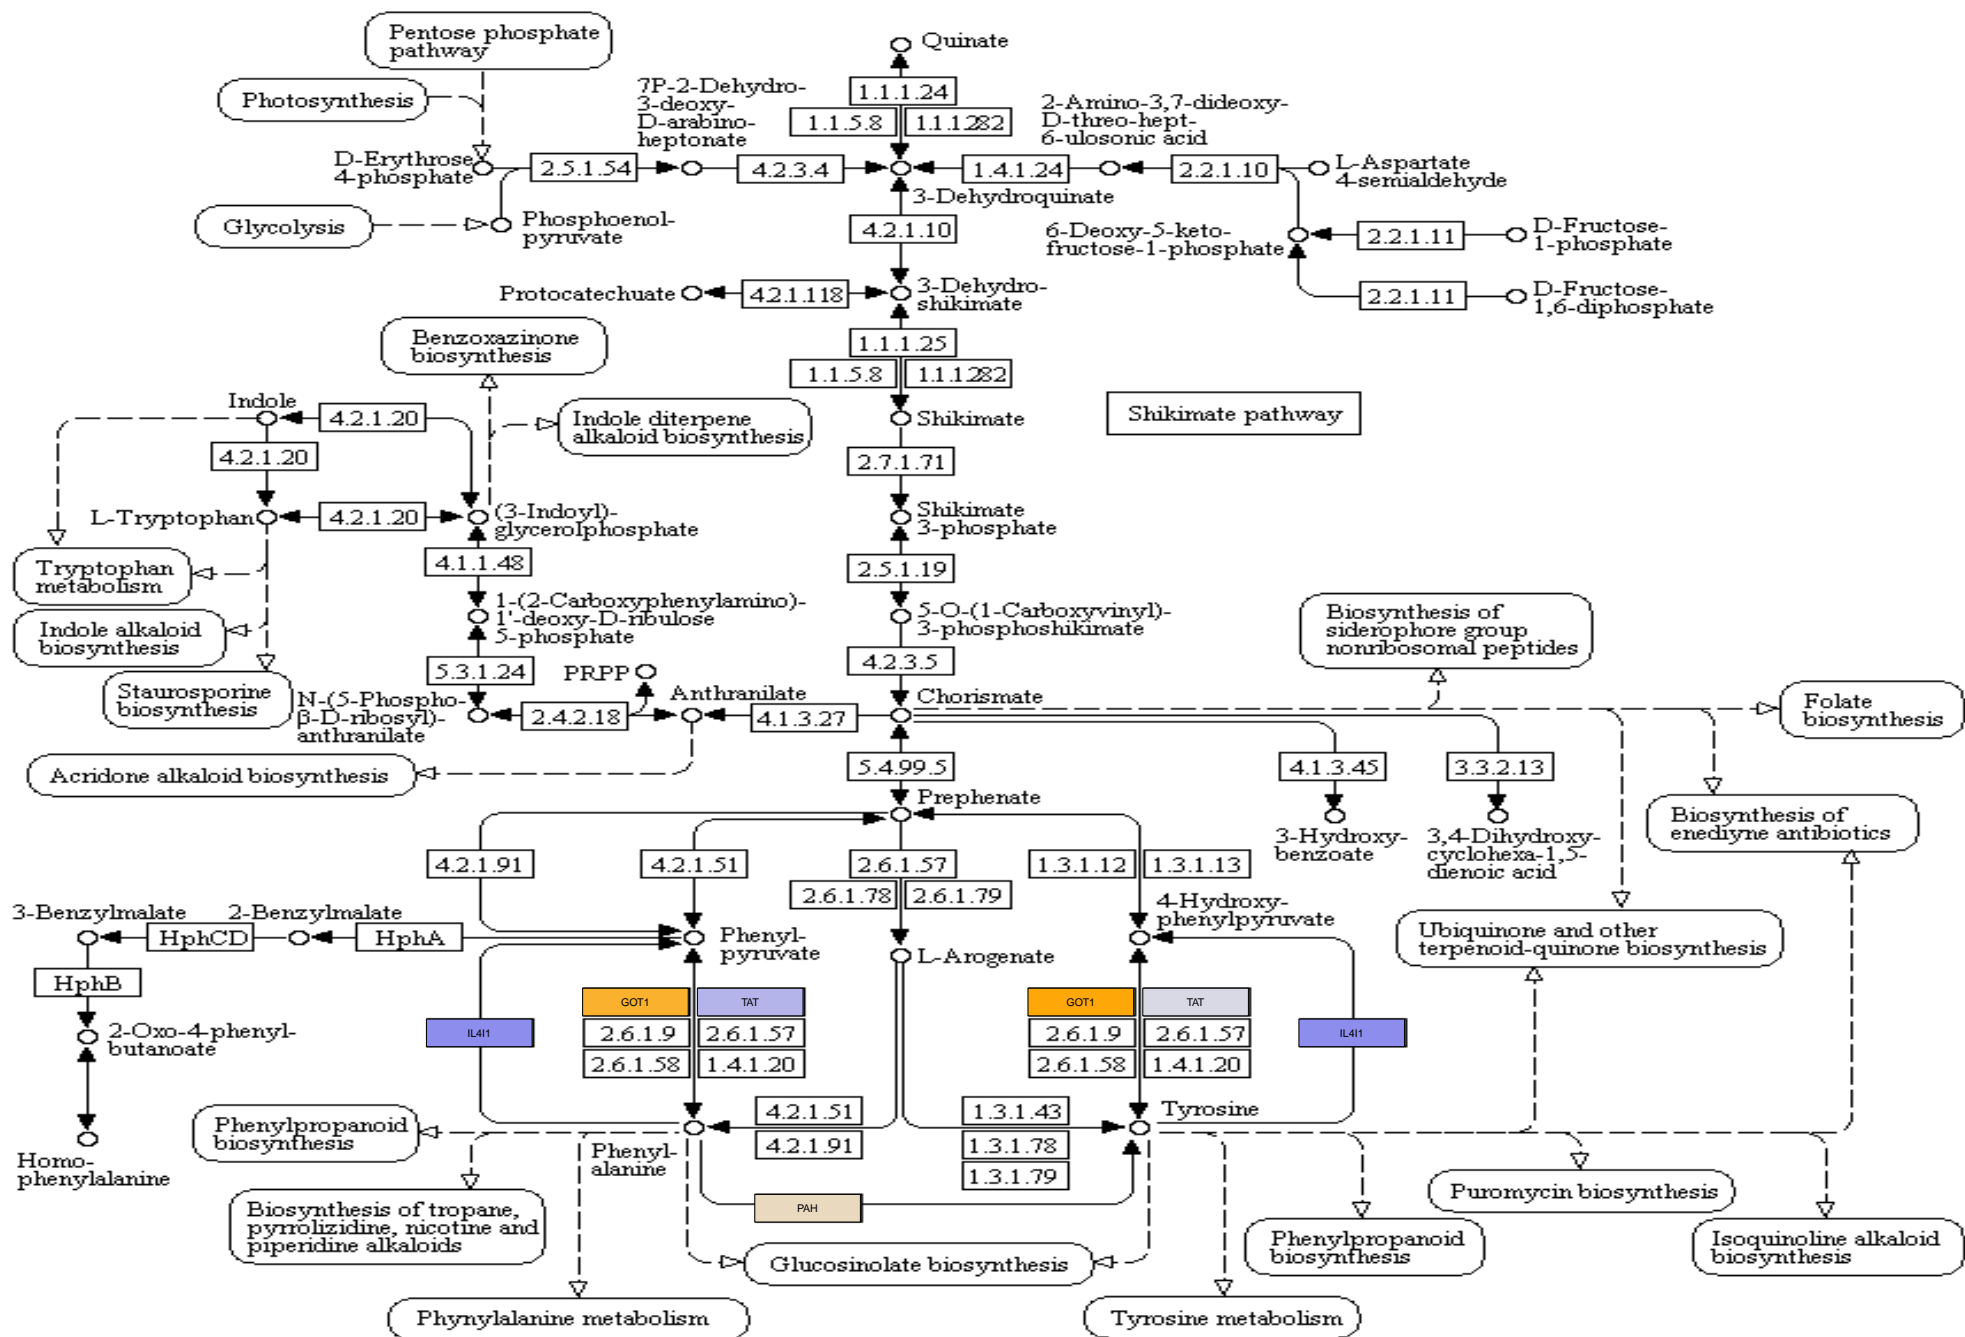 Pentose phosphate
pathway
Quinate
Photosynthesis
7P-2-Dehydro-
3-deoxy-
D-arabino-
heptonate
1.1.1.24
1.1.5.8
1.1.1.282
2-Amino-3,7-dideoxy-
D-threo-hept-
6-ulosonic acid
D-Erythrose
4-phosphate
2.5.1.54
4.2.3.4
1.4.1.24
2.2.1.10
L-Aspartate
4-semialdehyde
3-Dehydroquinate
Glycolysis
Phosphoenol-
pyruvate
4.2.1.10
6-Deoxy-5-keto-
fructose-1-phosphate
2.2.1.11
D-Fructose-
1-phosphate
Protocatechuate
4.2.1.118
3-Dehydro-
shikimate
2.2.1.11
D-Fructose-
1,6-diphosphate
Benzoxazinone
biosynthesis
1.1.1.25
1.1.5.8
1.1.1.282
Shikimate pathway
Indole
4.2.1.20
Indole diterpene
alkaloid biosynthesis
Shikimate
4.2.1.20
2.7.1.71
L-Tryptophan
4.2.1.20
(3-Indoyl)-
glycerolphosphate
Shikimate
3-phosphate
Tryptophan
metabolism
4.1.1.48
2.5.1.19
Indole alkaloid
biosynthesis
1-(2-Carboxyphenylamino)-
1'-deoxy-D-ribulose
5-phosphate
5-O-(1-Carboxyvinyl)-
3-phosphoshikimate
Biosynthesis of
siderophore group
nonribosomal peptides
Staurosporine
biosynthesis
5.3.1.24
PRPP
4.2.3.5
N-(5-Phospho-
β-D-ribosyl)-
anthranilate
2.4.2.18
Anthranilate
4.1.3.27
Chorismate
Folate
biosynthesis
Acridone alkaloid biosynthesis
5.4.99.5
4.1.3.45
3.3.2.13
Prephenate
3-Hydroxy-
benzoate
3,4-Dihydroxy-
cyclohexa-1,5-
dienoic acid
Biosynthesis of
enediyne antibiotics
4.2.1.91
4.2.1.51
2.6.1.57
2.6.1.78
2.6.1.79
1.3.1.12
1.3.1.13
3-Benzylmalate
2-Benzylmalate
HphCD
HphA
Phenyl-
pyruvate
4-Hydroxy-
phenylpyruvate
Ubiquinone and other
terpenoid-quinone biosynthesis
L-Arogenate
HphB
GOT1
TAT
GOT1
TAT
2-Oxo-4-phenyl-
butanoate
IL4I1
2.6.1.9
2.6.1.57
2.6.1.9
2.6.1.57
IL4I1
2.6.1.58
1.4.1.20
2.6.1.58
1.4.1.20
Phenylpropanoid
biosynthesis
4.2.1.51
1.3.1.43
Tyrosine
Homo-
phenylalanine
Phenyl-
alanine
4.2.1.91
1.3.1.78
1.3.1.79
Biosynthesis of tropane,
pyrrolizidine, nicotine and
piperidine alkaloids
PAH
Puromycin biosynthesis
Glucosinolate biosynthesis
Phenylpropanoid
biosynthesis
Isoquinoline alkaloid
biosynthesis
Phynylalanine metabolism
Tyrosine metabolism